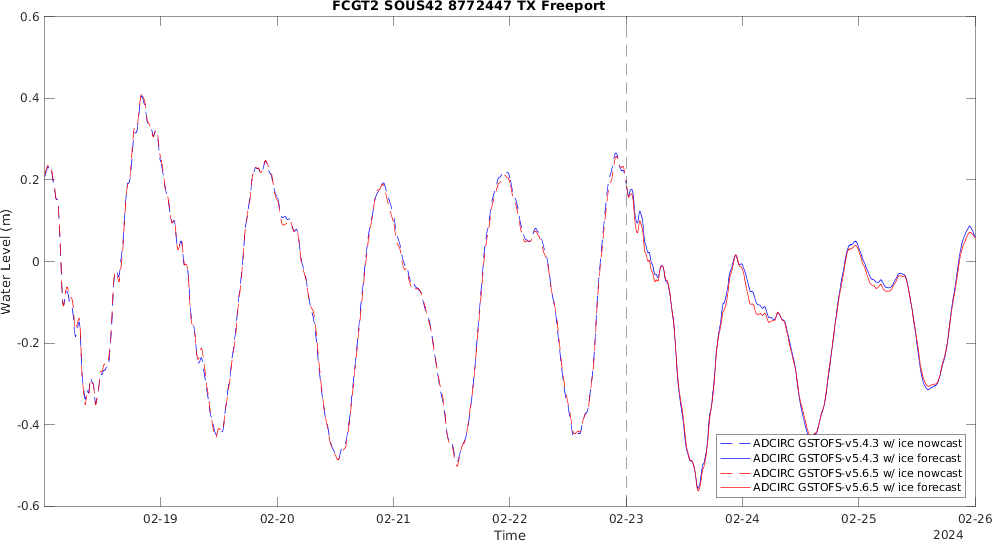 FCGT2 SOUS42 8772447 TX Freeport
0.6
0.4
0.2
0
-0.2
-0.4
-0.6
Water Level (m)
02-19
02-20
02-21
02-22
02-23
02-24
02-25
02-26
Time
2024
ADCIRC GSTOFS-v5.4.3 w/ ice nowcast
ADCIRC GSTOFS-v5.4.3 w/ ice forecast
ADCIRC GSTOFS-v5.6.5 w/ ice nowcast
ADCIRC GSTOFS-v5.6.5 w/ ice forecast